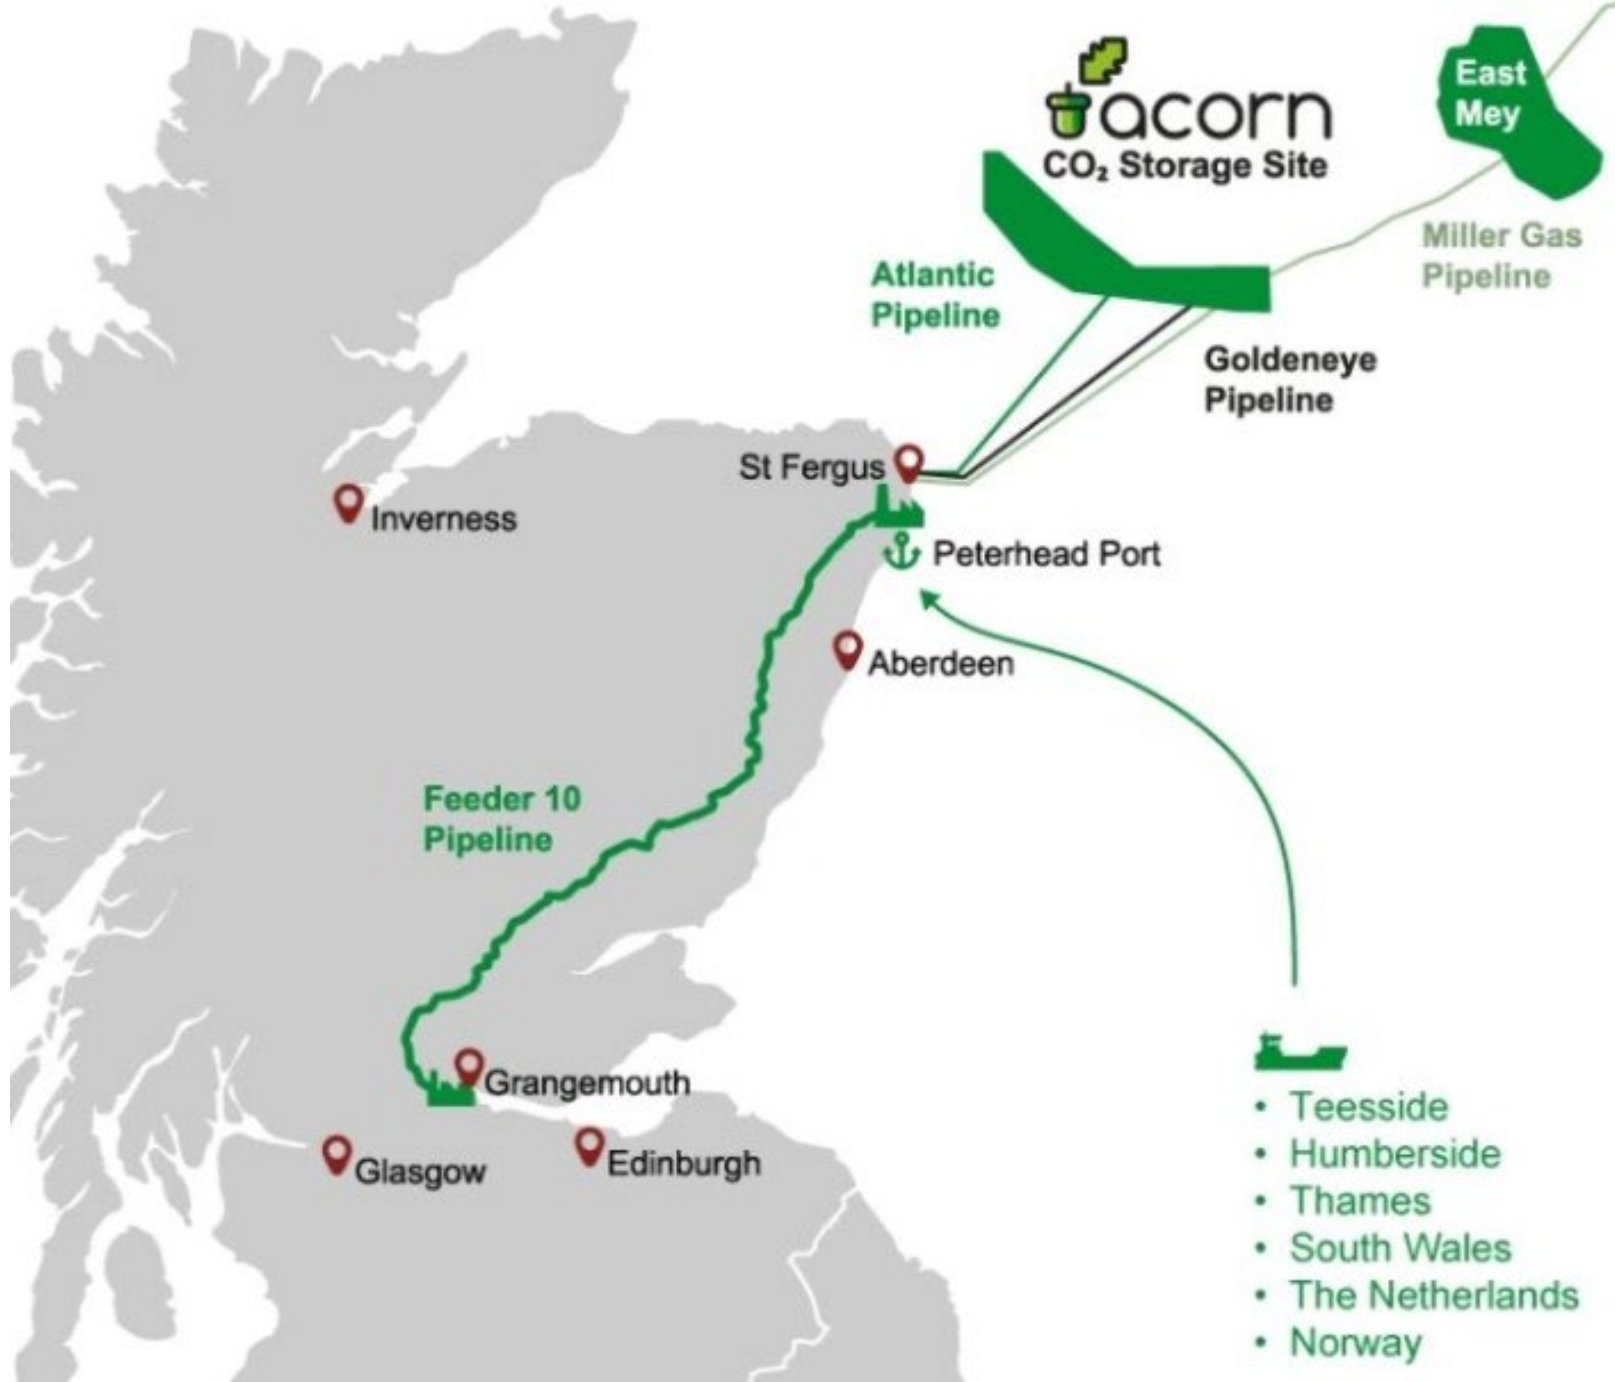 acorn
CO₂ Storage Site
East
Mey
Miller Gas
Pipeline
Atlantic
Pipeline
Goldeneye
Pipeline
St Fergus
Inverness
Peterhead Port
Aberdeen
Feeder 10
Pipeline
Grangemouth
Glasgow
Edinburgh
• Teesside
• Humberside
• Thames
• South Wales
• The Netherlands
• Norway